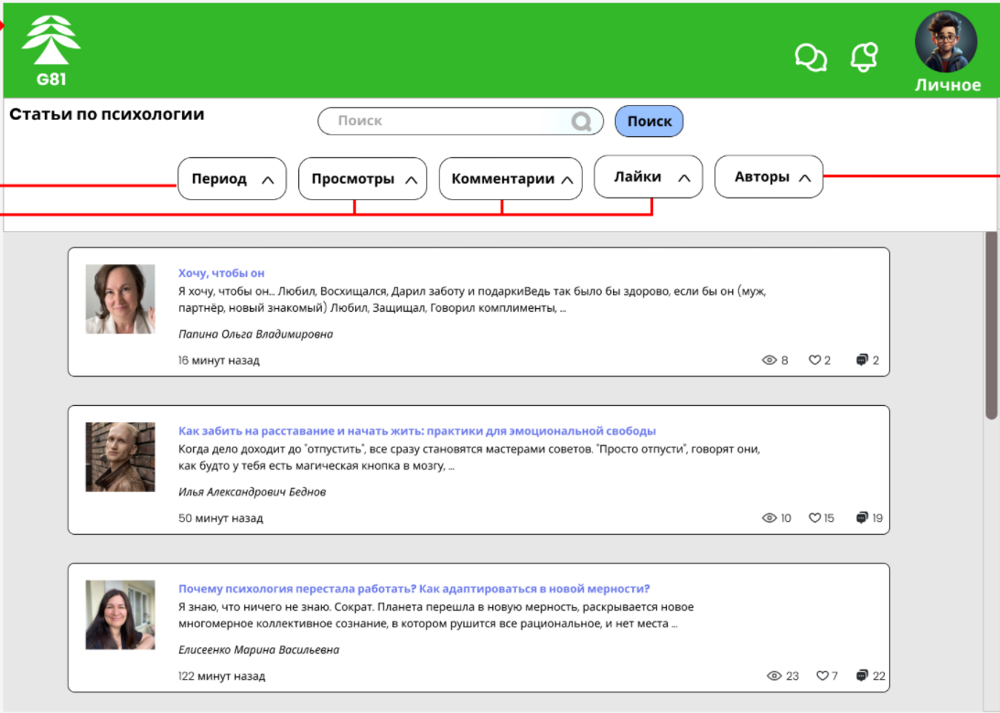 G81
Личное
Статьи по психологии
Поиск
Поиск
Период
Просмотры
Комментарии
Лайки
Авторы
Хочу, чтобы он
Я хочу, чтобы он... Любил, Восхищался, Дарил заботу и подаркиВедь так было бы здорово, если бы он (муж,
партнёр, новый знакомый) Любил, Защищал, Говорил комплименты, ...
Папина Ольга Владимировна
16 минут назад
8
2
2
Как забить на расставание и начать жить: практики для эмоциональной свободы
Когда дело доходит до "отпустить", все сразу становятся мастерами советов. "Просто отпусти", говорят они,
как будто у тебя есть магическая кнопка в мозгу, ...
Илья Александрович Беднов
50 минут назад
10
15
19
Почему психология перестала работать? Как адаптироваться в новой мерности?
Я знаю, что ничего не знаю. Сократ. Планета перешла в новую мерность, раскрывается новое
многомерное коллективное сознание, в котором рушится все рациональное, и нет места ...
Елисеенко Марина Васильевна
122 минут назад
23
7
22